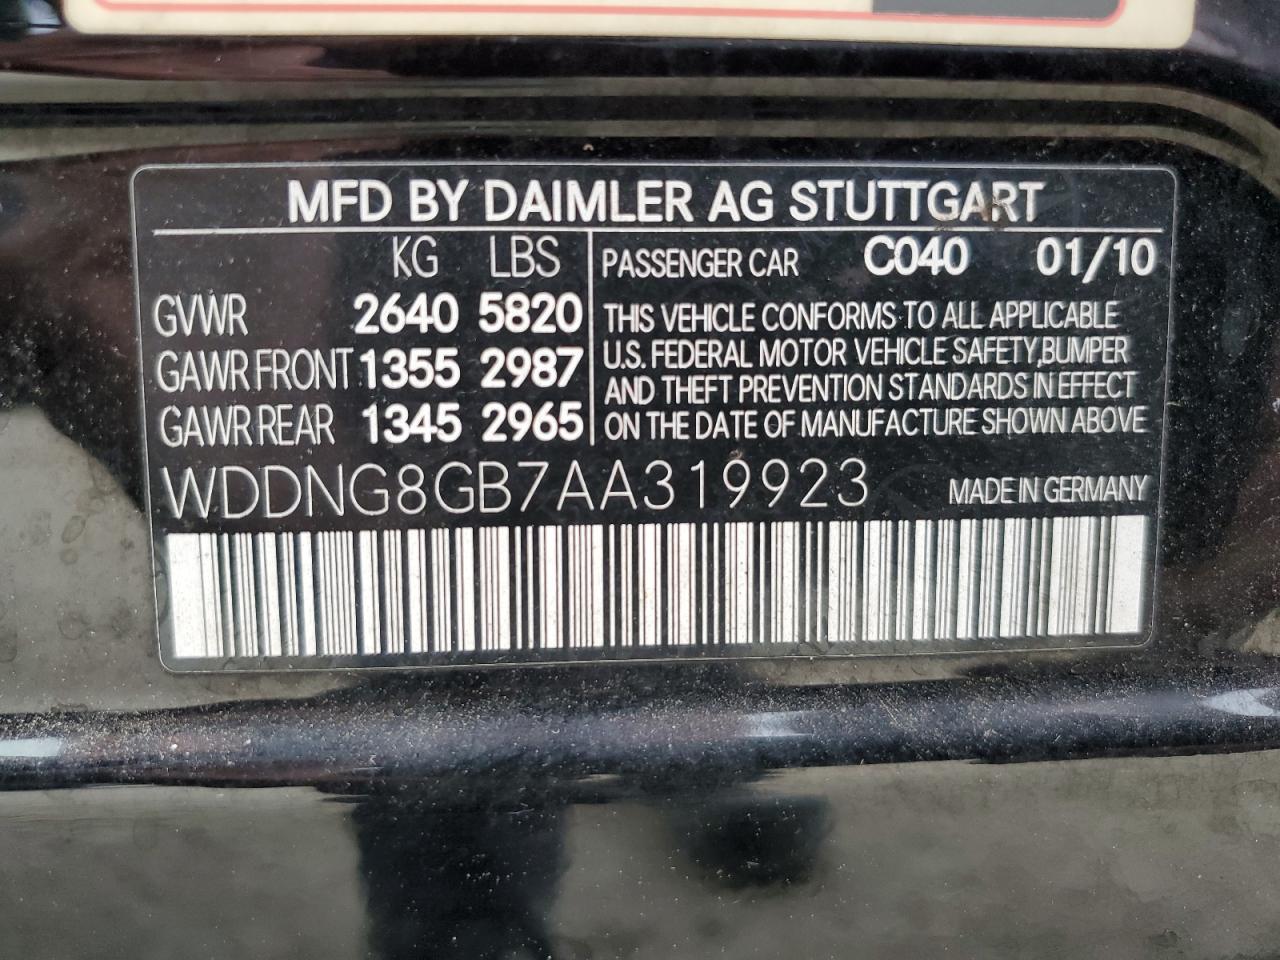 MFD BY DAIMLER AG STUTTGART
KG LBS
GVWR 2640 5820
GAWR FRONT 1355 2987
GAWR REAR 1345 2965
PASSENGER CAR C040 01/10
THIS VEHICLE CONFORMS TO ALL APPLICABLE
U.S. FEDERAL MOTOR VEHICLE SAFETY, BUMPER
AND THEFT PREVENTION STANDARDS IN EFFECT
ON THE DATE OF MANUFACTURE SHOWN ABOVE
WDDNG8GB7AA319923 MADE IN GERMANY